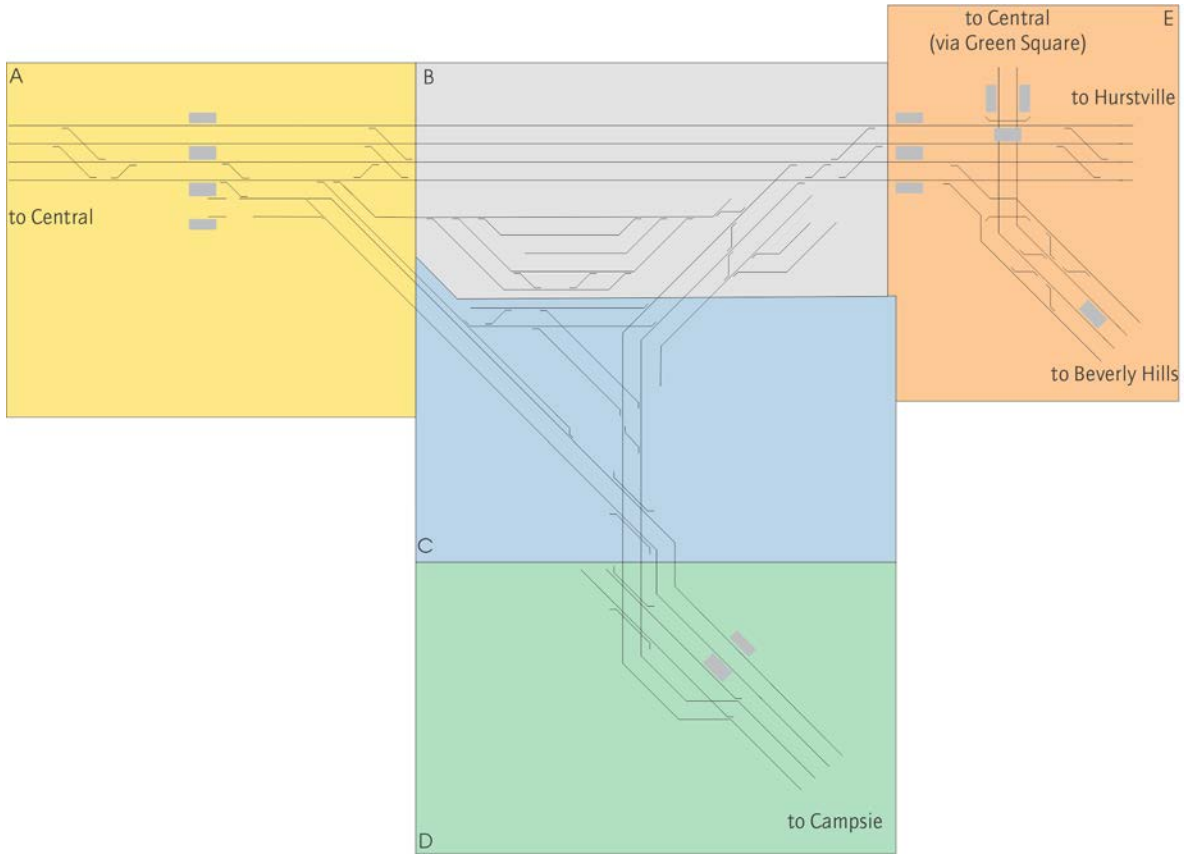 A
B
E
to Central
(via Green Square)
to Hurstville
to Central
to Beverly Hills
C
D
to Campsie